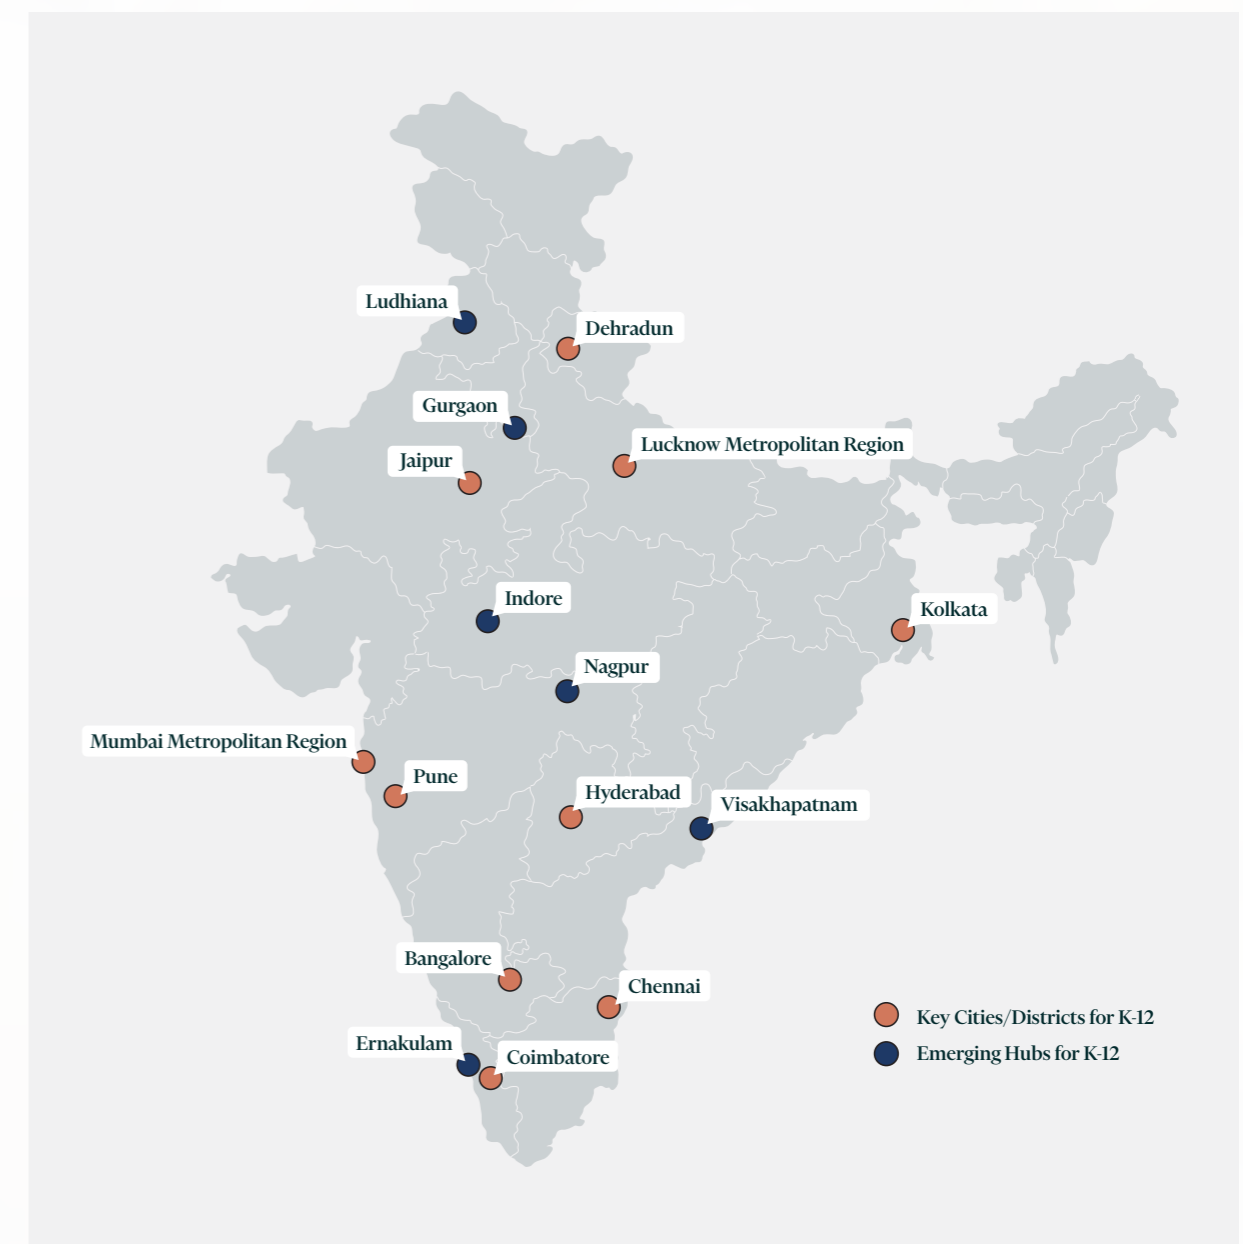 Ludhiana
Dehradun
Gurgaon
Lucknow Metropolitan Region
Jaipur
Indore
Kolkata
Nagpur
Mumbai Metropolitan Region
Pune
Hyderabad
Visakhapatnam
Bangalore
Chennai
Key Cities/Districts for K-12
Ernakulam
Emerging Hubs for K-12
Coimbatore